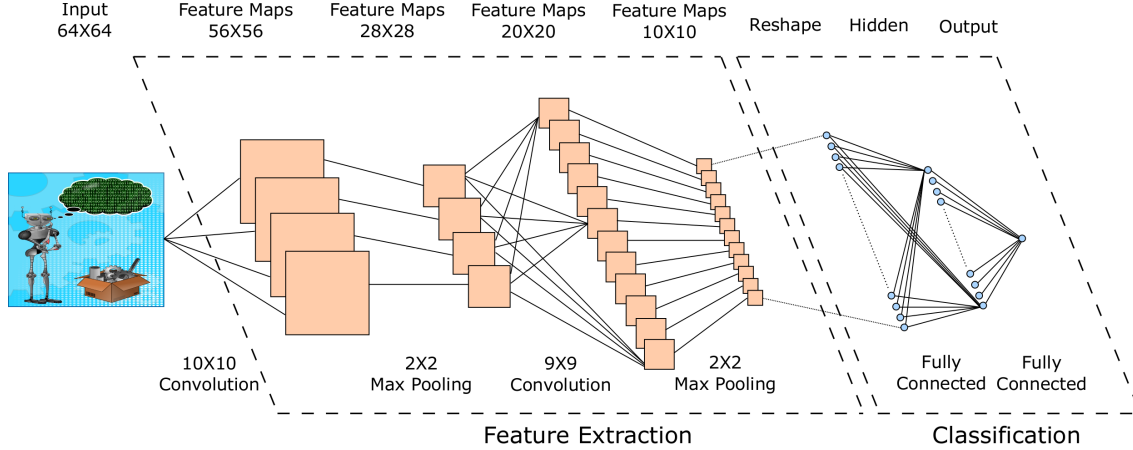 Input
64X64
Feature Maps
56X56
Feature Maps
28X28
Feature Maps
20X20
Feature Maps
10X10
Reshape
Hidden
Output
10X10
Convolution
2X2
Max Pooling
9X9
Convolution
2X2
Max Pooling
Fully
Connected
Fully
Connected
Feature Extraction
Classification